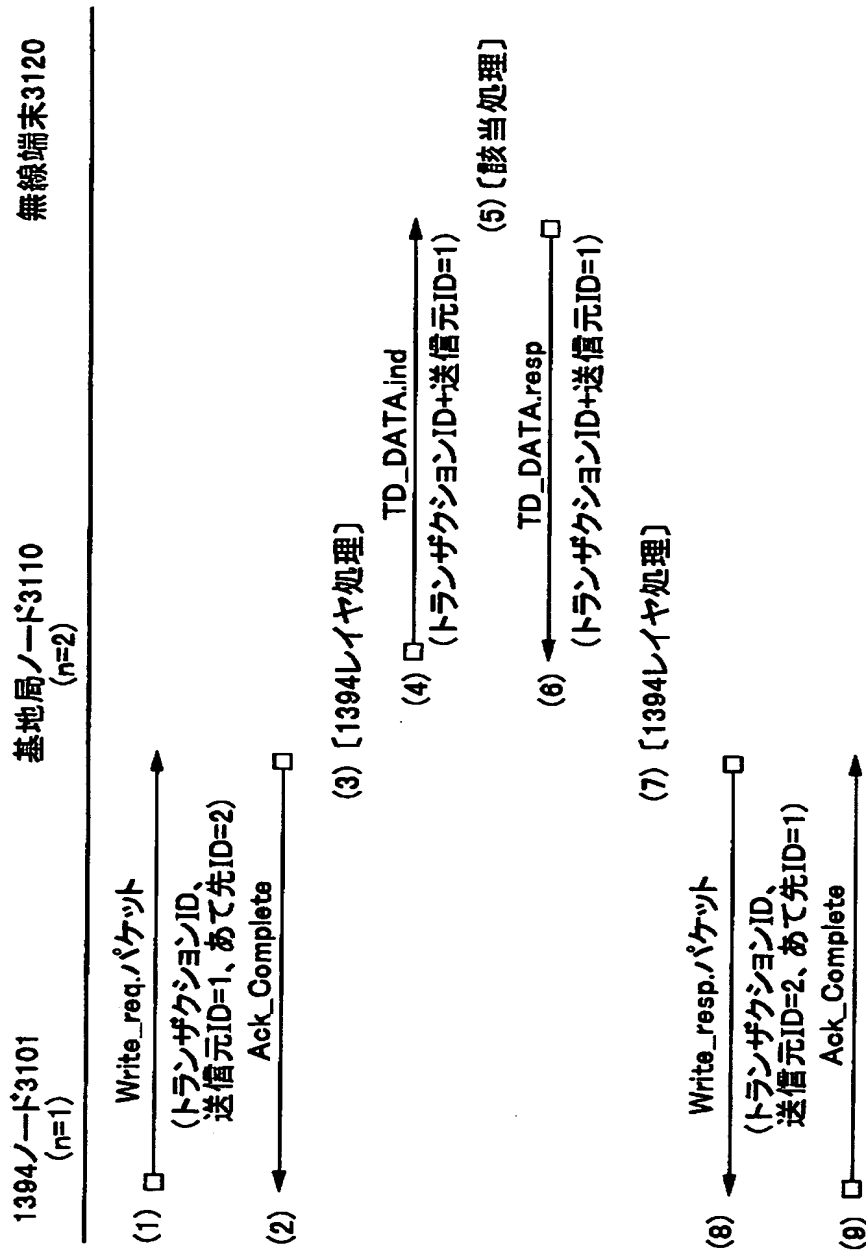 1394ノード3101
(n=1)
基地局ノード3110
(n=2)
無線端末3120
(1)
Write_req.パケット
(トランザクションID、
送信元ID=1、あて先ID=2)
(2)
Ack_Complete
(3)〔1394レイヤ処理〕
(4)
TD_DATA.ind
(トランザクションID+送信元ID=1)
(5)〔該当処理〕
(6)
TD_DATA.resp
(トランザクションID+送信元ID=1)
(7)〔1394レイヤ処理〕
(8)
Write_resp.パケット
(トランザクションID、
送信元ID=2、あて先ID=1)
(9)
Ack_Complete